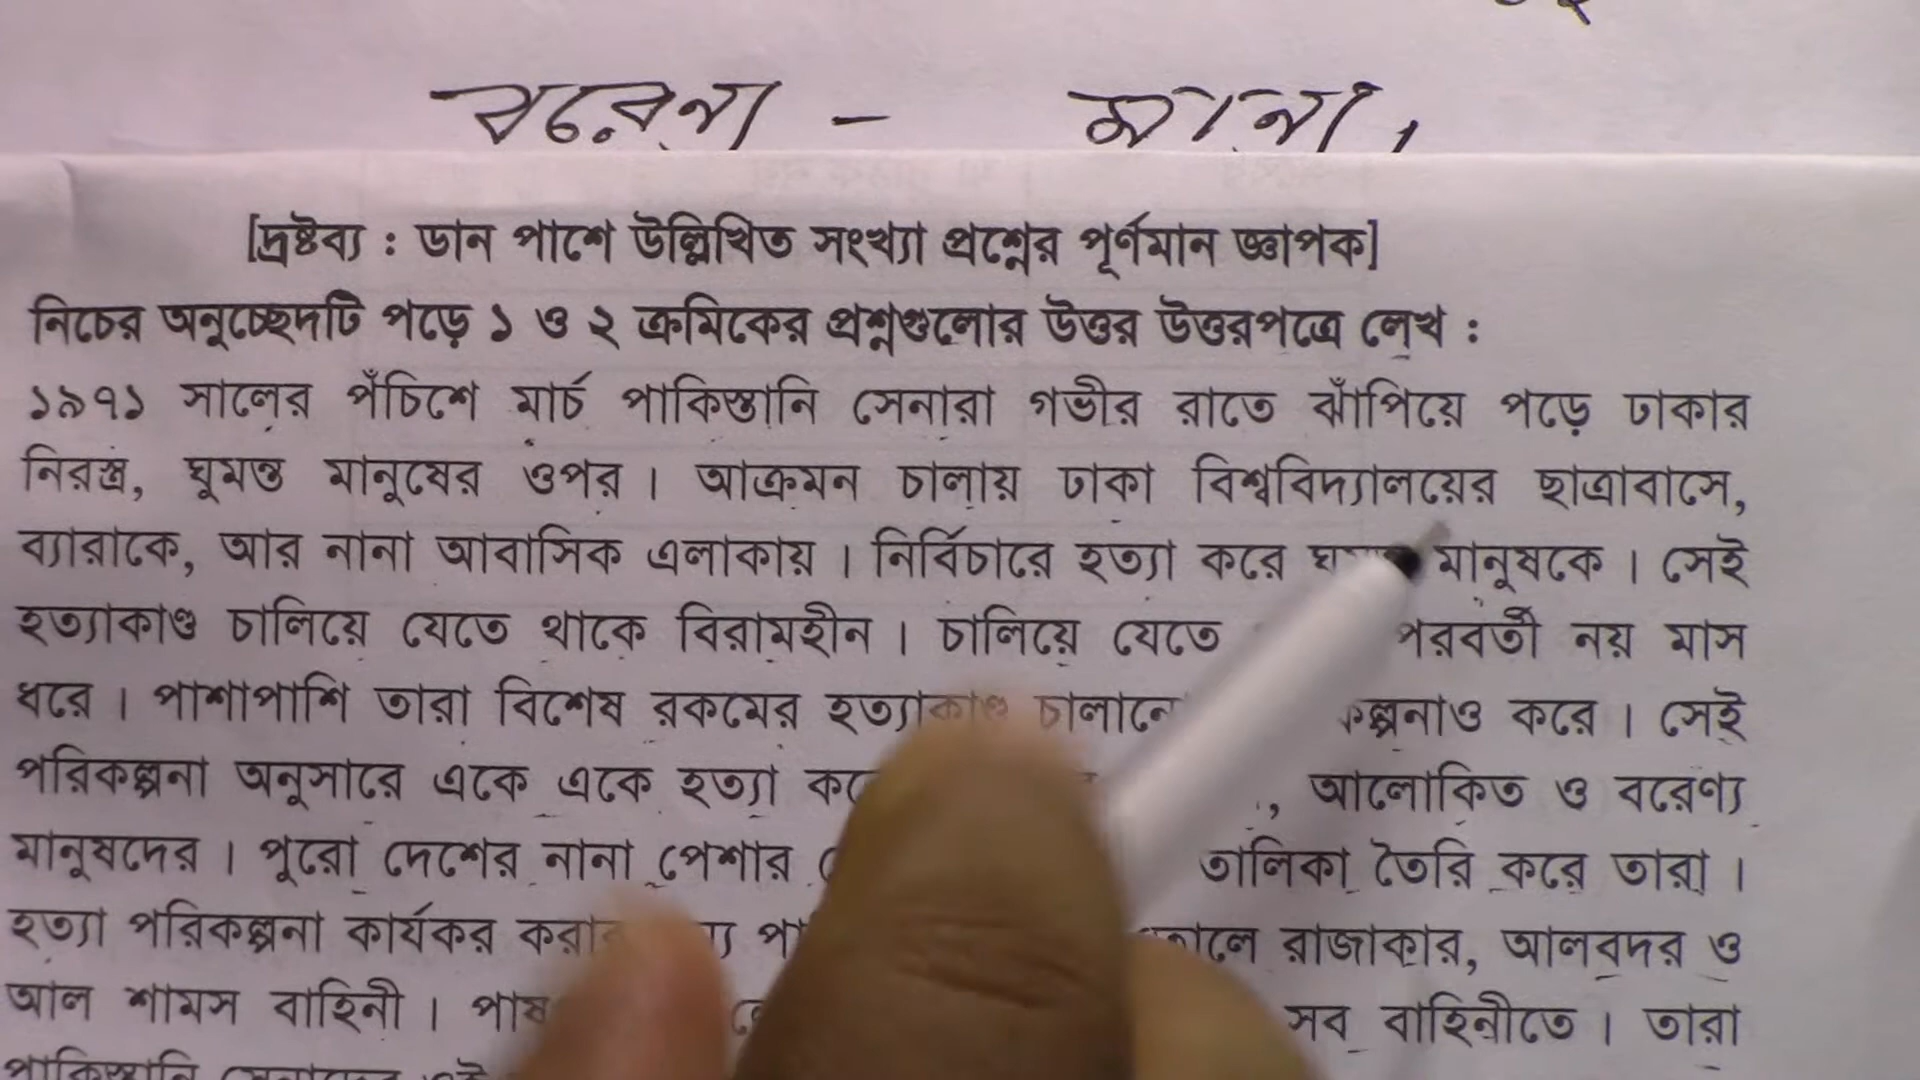 বরেন্য - মান্য।
[দ্রষ্টব্য : ডান পাশে উল্লিখিত সংখ্যা প্রশ্নের পূর্ণমান জ্ঞাপক]
নিচের অনুচ্ছেদটি পড়ে ১ ও ২ ক্রমিকের প্রশ্নগুলোর উত্তর উত্তরপত্রে লেখ :
১৯৭১ সালের পঁচিশে মার্চ পাকিস্তানি সেনারা গভীর রাতে ঝাঁপিয়ে পড়ে ঢাকার
নিরস্ত্র, ঘুমন্ত মানুষের ওপর। আক্রমন চালায় ঢাকা বিশ্ববিদ্যালয়ের ছাত্রাবাসে,
ব্যারাকে, আর নানা আবাসিক এলাকায়। নির্বিচারে হত্যা করে মানুষকে। সেই
হত্যাকাণ্ড চালিয়ে যেতে থাকে বিরামহীন। চালিয়ে যেতে পরবর্তী নয় মাস
ধরে। পাশাপাশি তারা বিশেষ রকমের হত্যাকাণ্ড করে। সেই
পরিকল্পনা অনুসারে একে একে হত্যা আলোকিত ও বরেণ্য
মানুষদের। পুরো দেশের নানা পেশার তালিকা তৈরি করে তারা।
হত্যা পরিকল্পনা কার্যকর রাজাকার, আলবদর ও
আল শামস বাহিনী। সব বাহিনীতে। তারা